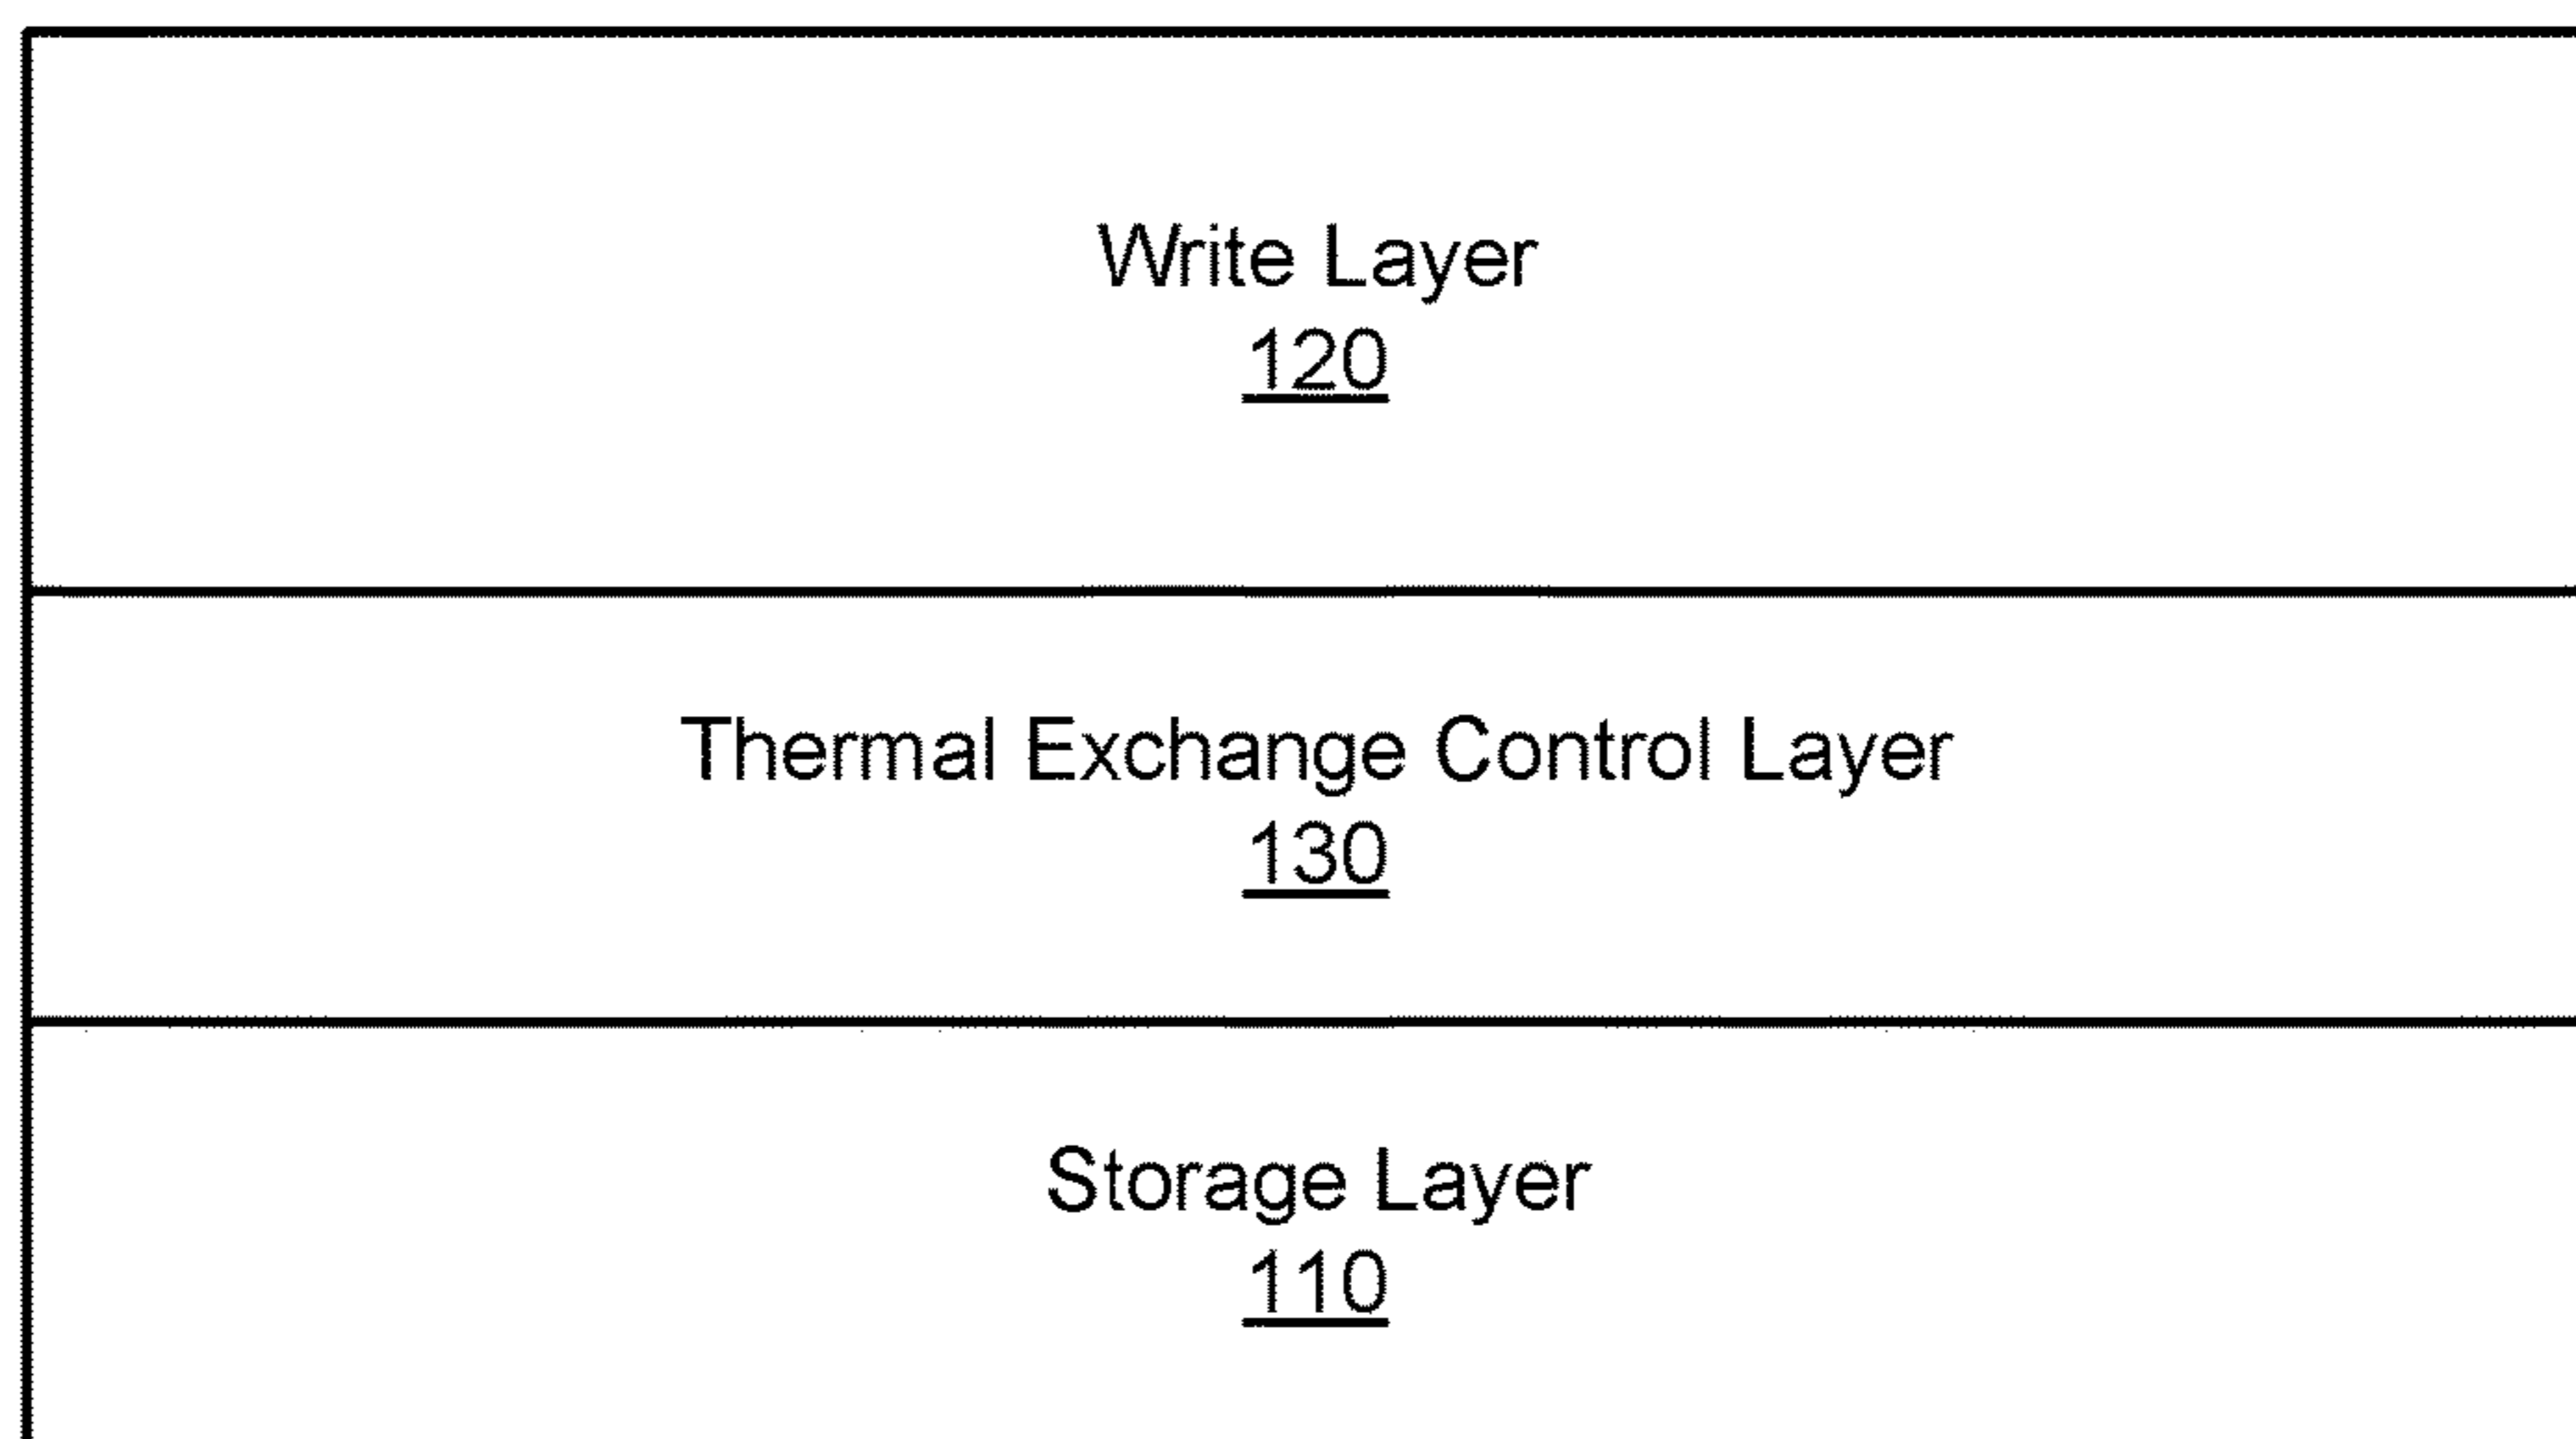 Write Layer
120
Thermal Exchange Control Layer
130
Storage Layer
110